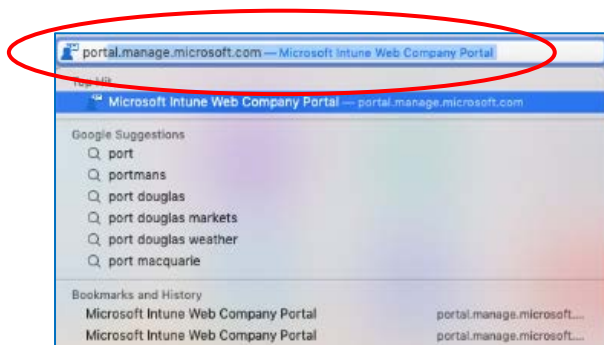 portal.manage.microsoft.com — Microsoft Intune Web Company Portal
Top Hit
Microsoft Intune Web Company Portal — portal.manage.microsoft.com
Google Suggestions
port
portmans
port douglas
port douglas markets
port douglas weather
port macquarie
Bookmarks and History
Microsoft Intune Web Company Portal portal.manage.microsoft....
Microsoft Intune Web Company Portal portal.manage.microsoft....